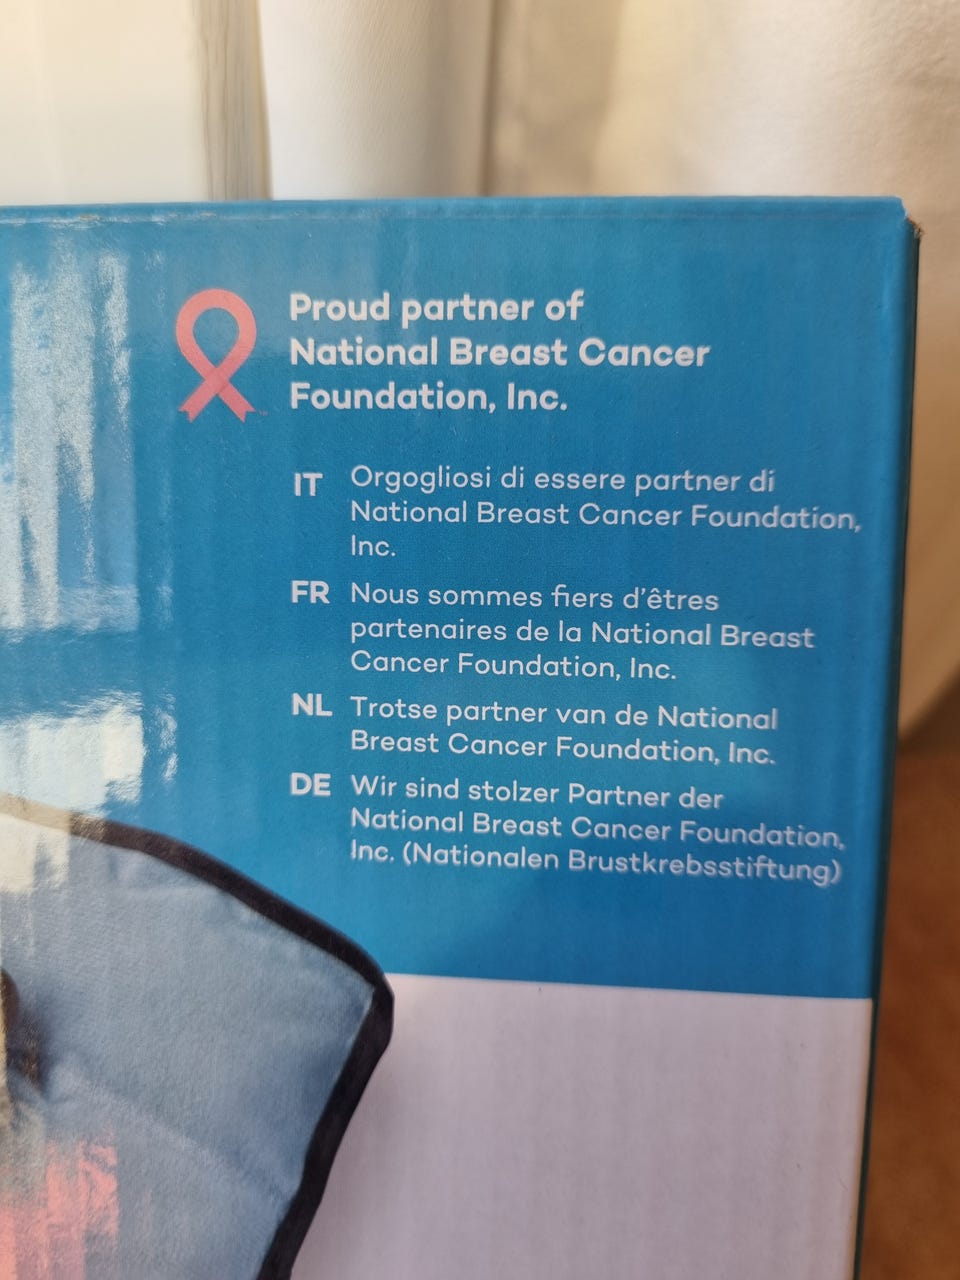 Proud partner of
National Breast Cancer
Foundation, Inc.
IT Orgogliosi di essere partner di
National Breast Cancer Foundation,
Inc.
FR Nous sommes fiers d'êtres
partenaires de la National Breast
Cancer Foundation, Inc.
NL Trotse partner van de National
Breast Cancer Foundation, Inc.
DE Wir sind stolzer Partner der
National Breast Cancer Foundation,
Inc. (Nationalen Brustkrebsstiftung)